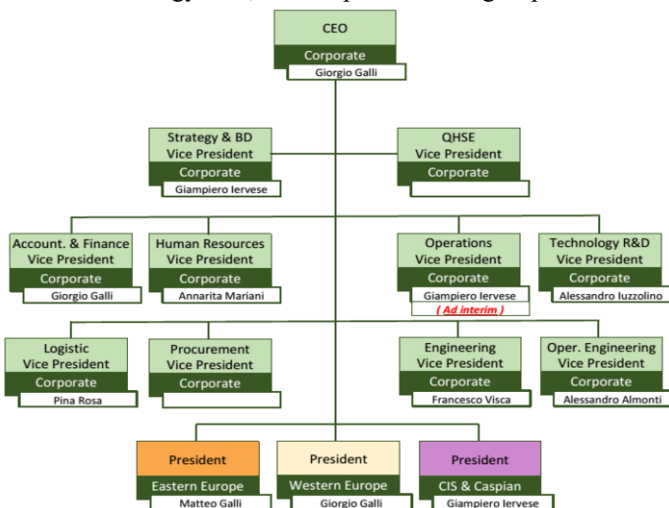 CEO
Corporate
Giorgio Galli
Strategy & BD
Vice President
Corporate
Giampiero Iervese
QHSE
Vice President
Corporate
Account. & Finance
Vice President
Corporate
Giorgio Galli
Human Resources
Vice President
Corporate
Annarita Mariani
Operations
Vice President
Corporate
Giampiero Iervese
( Ad interim )
Technology R&D
Vice President
Corporate
Alessandro Iuzzolino
Logistic
Vice President
Corporate
Pina Rosa
Procurement
Vice President
Corporate
Engineering
Vice President
Corporate
Francesco Visca
Oper. Engineering
Vice President
Corporate
Alessandro Almonti
President
Eastern Europe
Matteo Galli
President
Western Europe
Giorgio Galli
President
CIS & Caspian
Giampiero Iervese